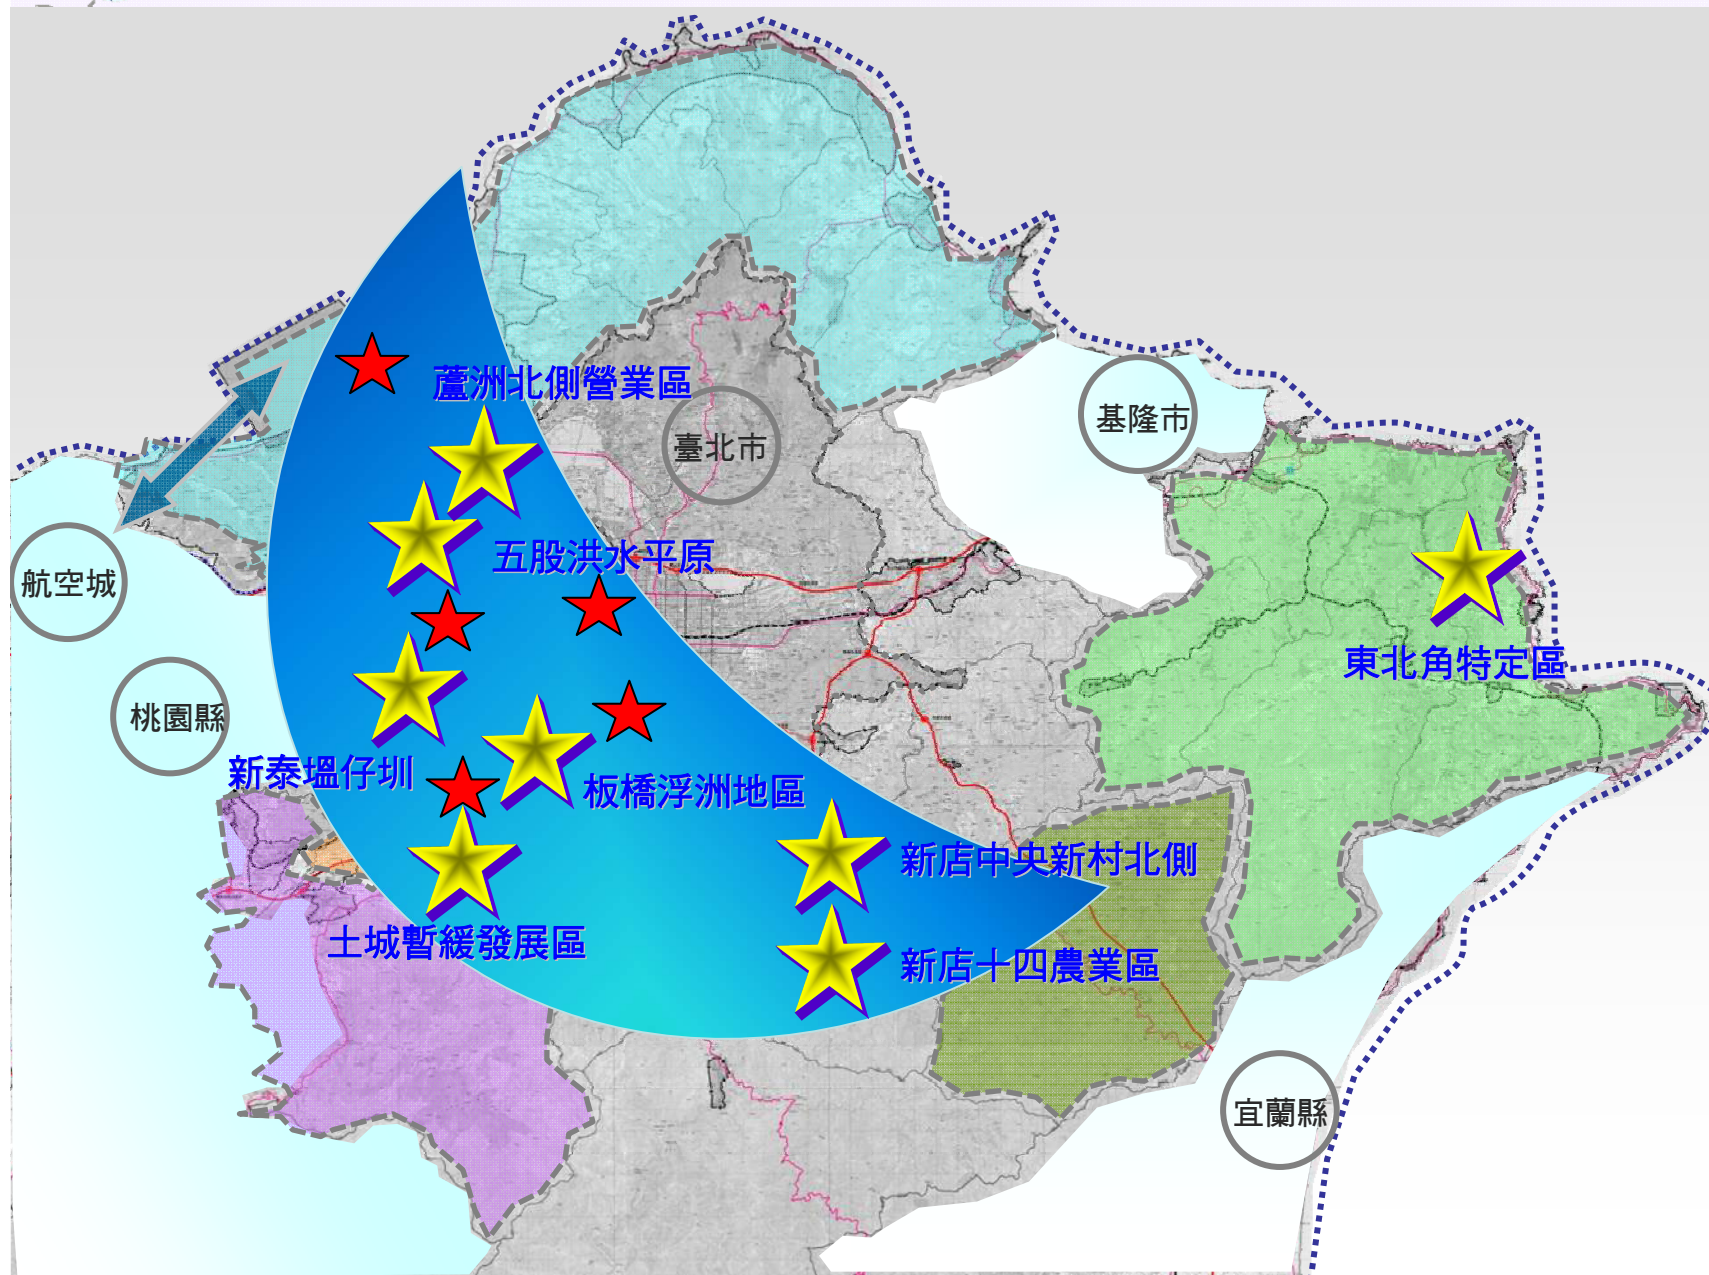 蘆洲北側營業區
臺北市
基隆市
五股洪水平原
航空城
東北角特定區
桃園縣
新泰塭仔圳
板橋浮洲地區
新店中央新村北側
土城暫緩發展區
新店十四農業區
宜蘭縣